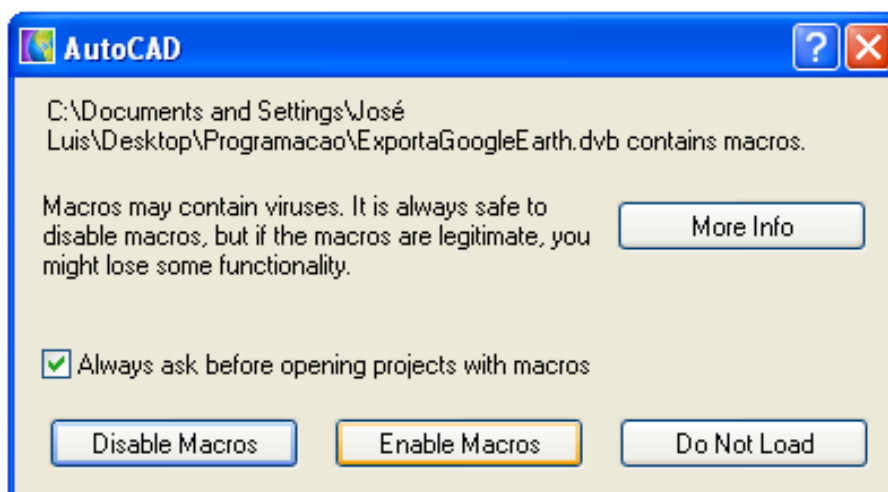 AutoCAD
C:\Documents and Settings\José
Luis\Desktop\Programacao\ExportaGoogleEarth.dvb contains macros.
Macros may contain viruses. It is always safe to
disable macros, but if the macros are legitimate, you
might lose some functionality.
More Info
Always ask before opening projects with macros
Disable Macros
Enable Macros
Do Not Load